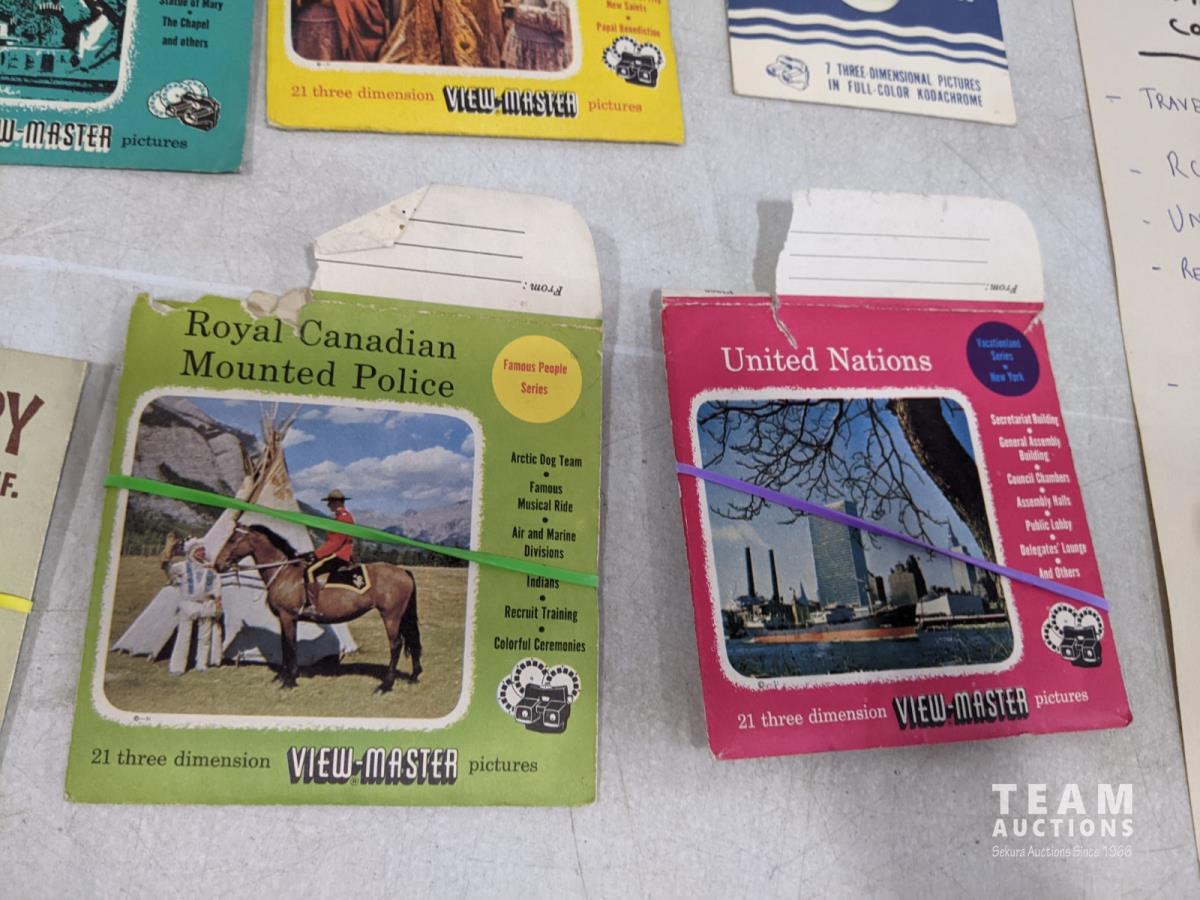 Statue of Mary
The Chapel
and others
VIEW-MASTER pictures
New Saints
Papal Benediction
21 three dimension VIEW-MASTER pictures
7 THREE-DIMENSIONAL PICTURES
IN FULL-COLOR KODACHROME
From:
Royal Canadian
Mounted Police
Famous People
Series
Arctic Dog Team
Famous
Musical Ride
Air and Marine
Divisions
Indians
Recruit Training
Colorful Ceremonies
21 three dimension VIEW-MASTER pictures
From:
United Nations
Vacationland
Series
New York
Secretariat Building
General Assembly
Building
Council Chambers
Assembly Halls
Public Lobby
Delegates' Lounge
And Others
21 three dimension VIEW-MASTER pictures
TEAM
AUCTIONS
Sekura Auctions Since 1966